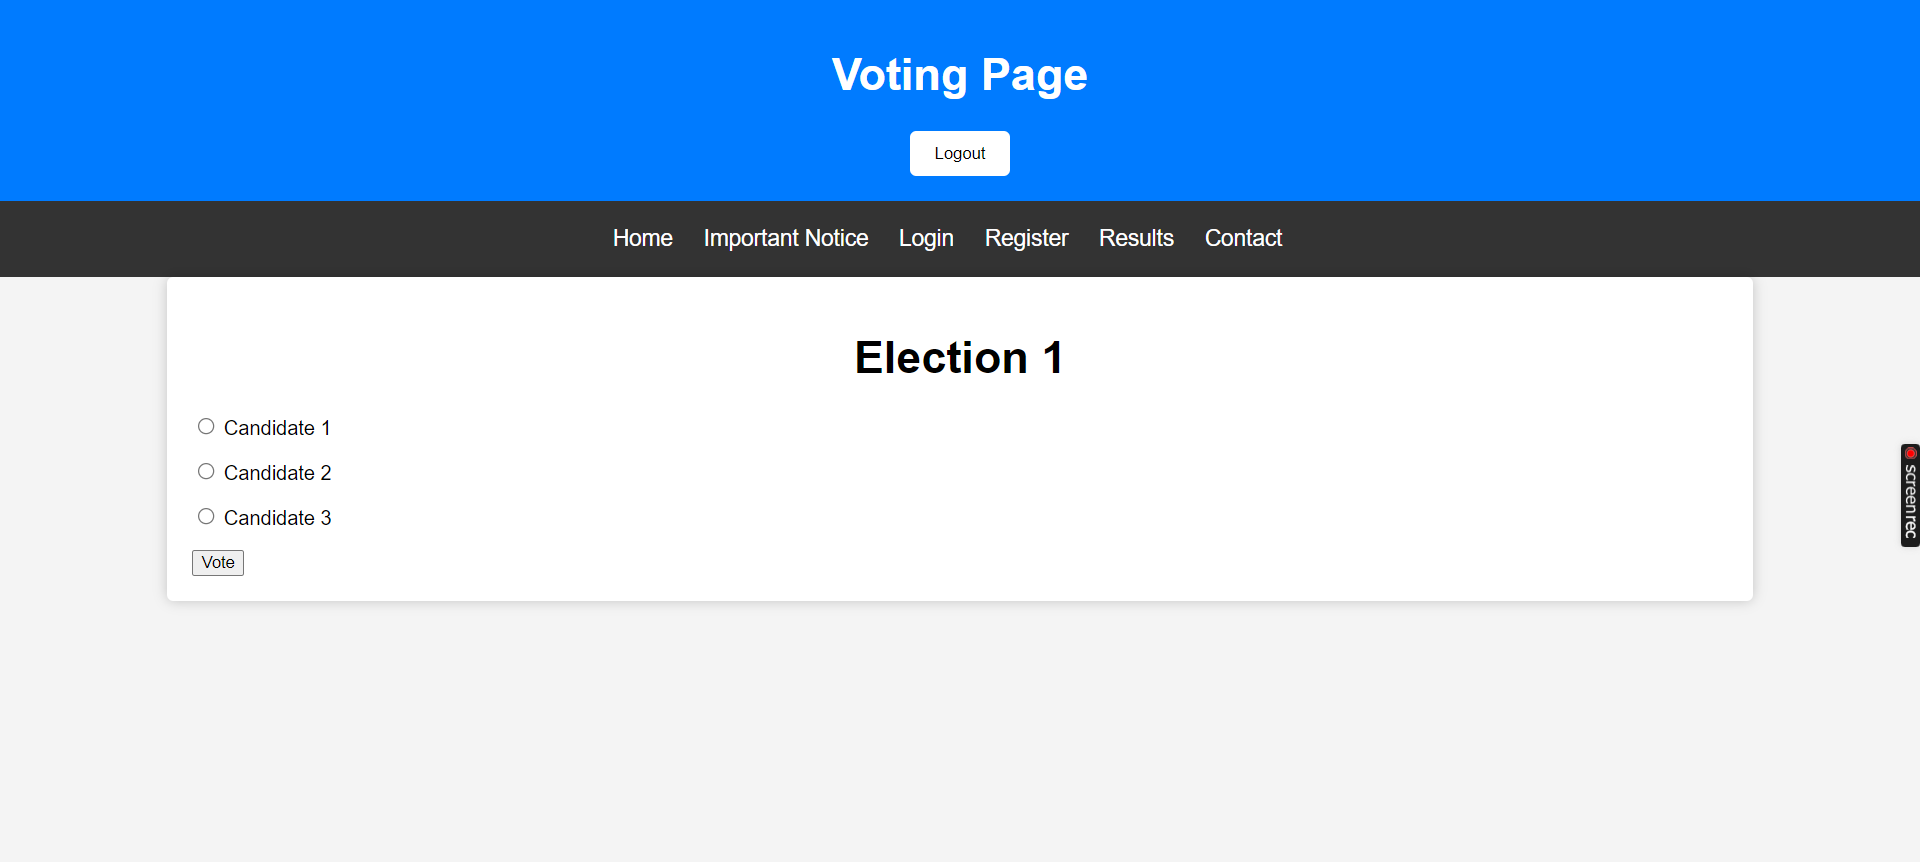 Voting Page
Logout
Home Important Notice Login Register Results Contact
Election 1
Candidate 1
Candidate 2
Candidate 3
Vote
screenrec